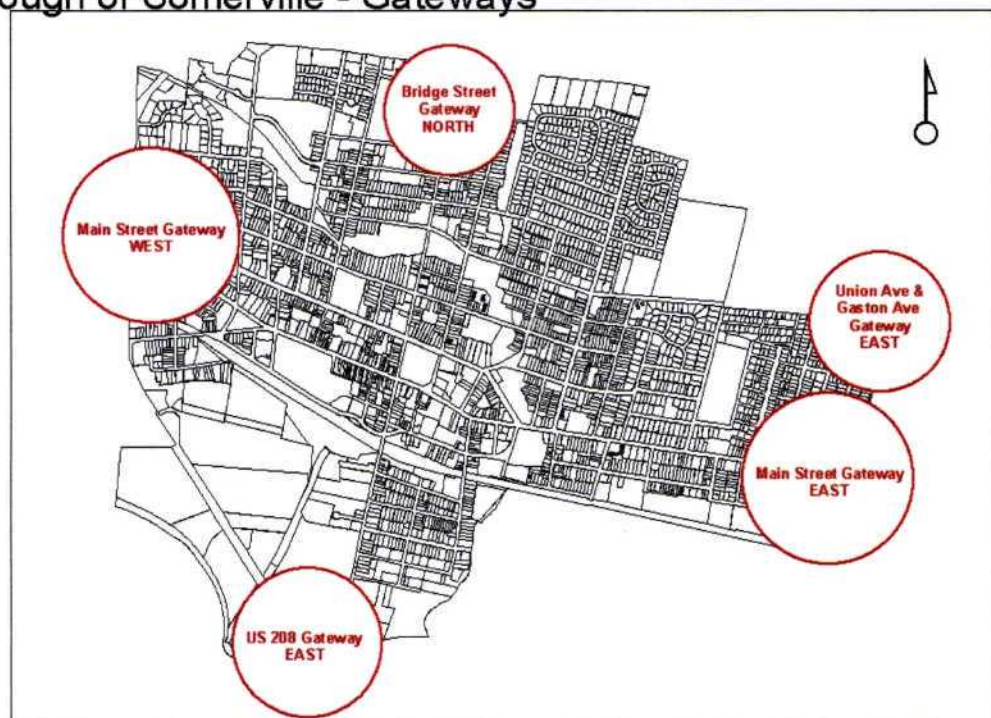 ough of Somerville - Gateways
Bridge Street
Gateway
NORTH
Main Street Gateway
WEST
Union Ave &
Gaston Ave
Gateway
EAST
Main Street Gateway
EAST
US 208 Gateway
EAST